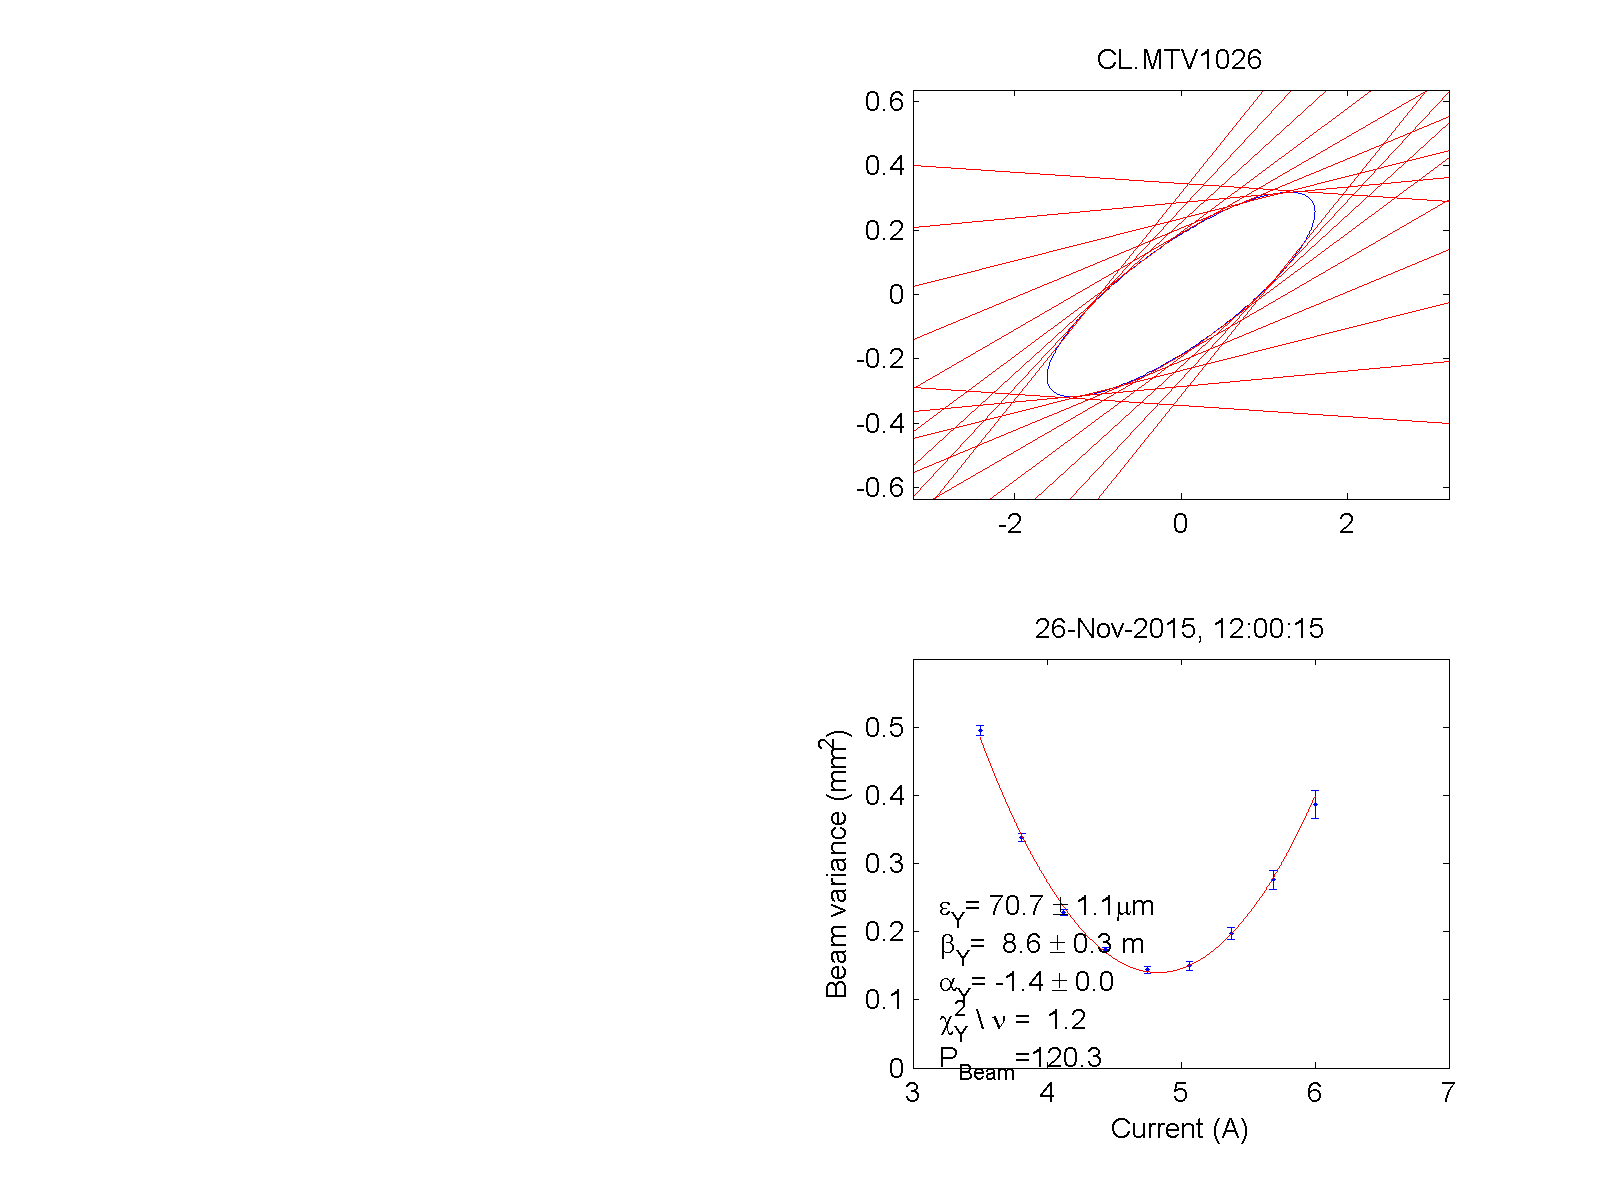 CL.MTV1026
0.6
0.4
0.2
0
-0.2
-0.4
-0.6
-2 0 2
26-Nov-2015, 12:00:15
Beam variance (mm2)
0.5
0.4
0.3
0.2
0.1
0
εY= 70.7 ± 1.1μm
βY= 8.6 ± 0.3 m
αY= -1.4 ± 0.0
χY2 \ ν = 1.2
PBeam=120.3
3 4 5 6 7
Current (A)